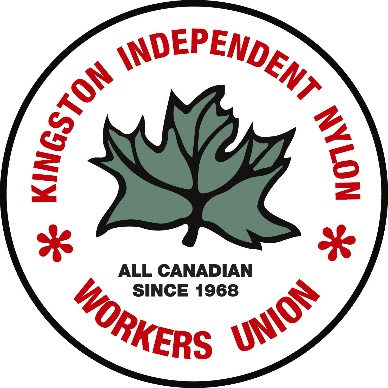 KINGSTON INDEPENDENT NYLON
ALL CANADIAN
SINCE 1968
WORKERS UNION